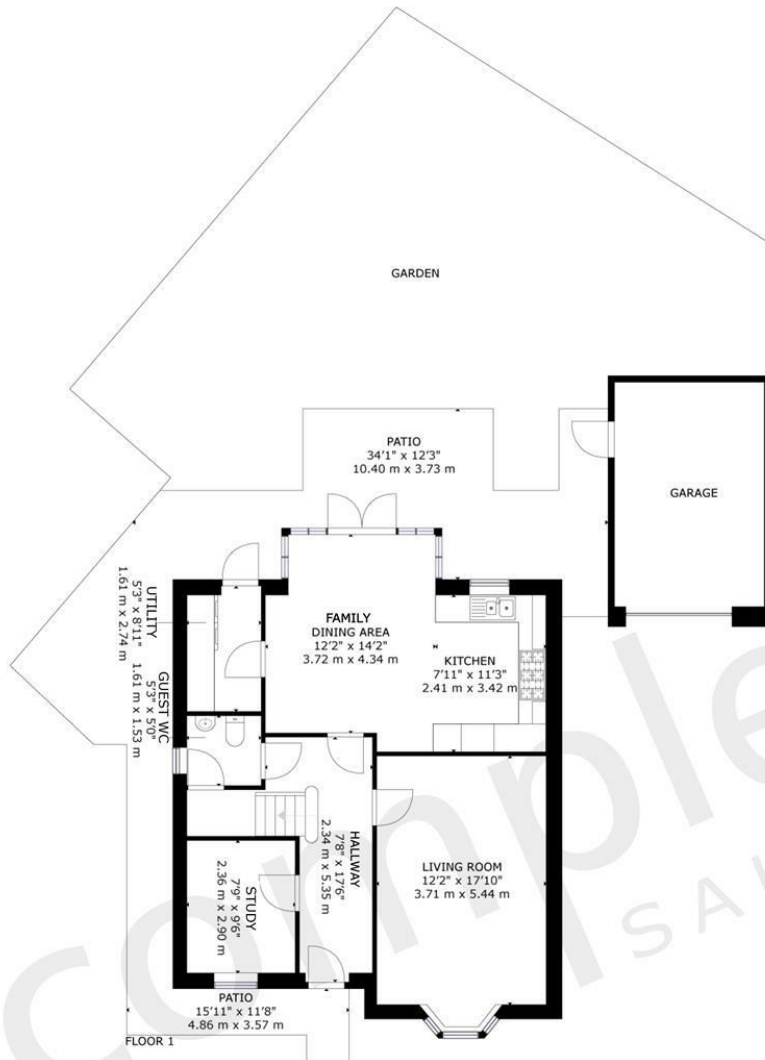 GARDEN
PATIO
34'1" x 12'3"
10.40 m x 3.73 m
GARAGE
UTILITY
5'3" x 8'11"
1.61 m x 2.74 m
FAMILY
DINING AREA
12'2" x 14'2"
3.72 m x 4.34 m
KITCHEN
7'11" x 11'3"
2.41 m x 3.42 m
GUEST WC
5'3" x 5'0"
1.61 m x 1.53 m
HALLWAY
7'8" x 17'6"
2.34 m x 5.35 m
LIVING ROOM
12'2" x 17'10"
3.71 m x 5.44 m
STUDY
7'9" x 9'6"
2.36 m x 2.90 m
PATIO
15'11" x 11'8"
4.86 m x 3.57 m
FLOOR 1
comple
SAL